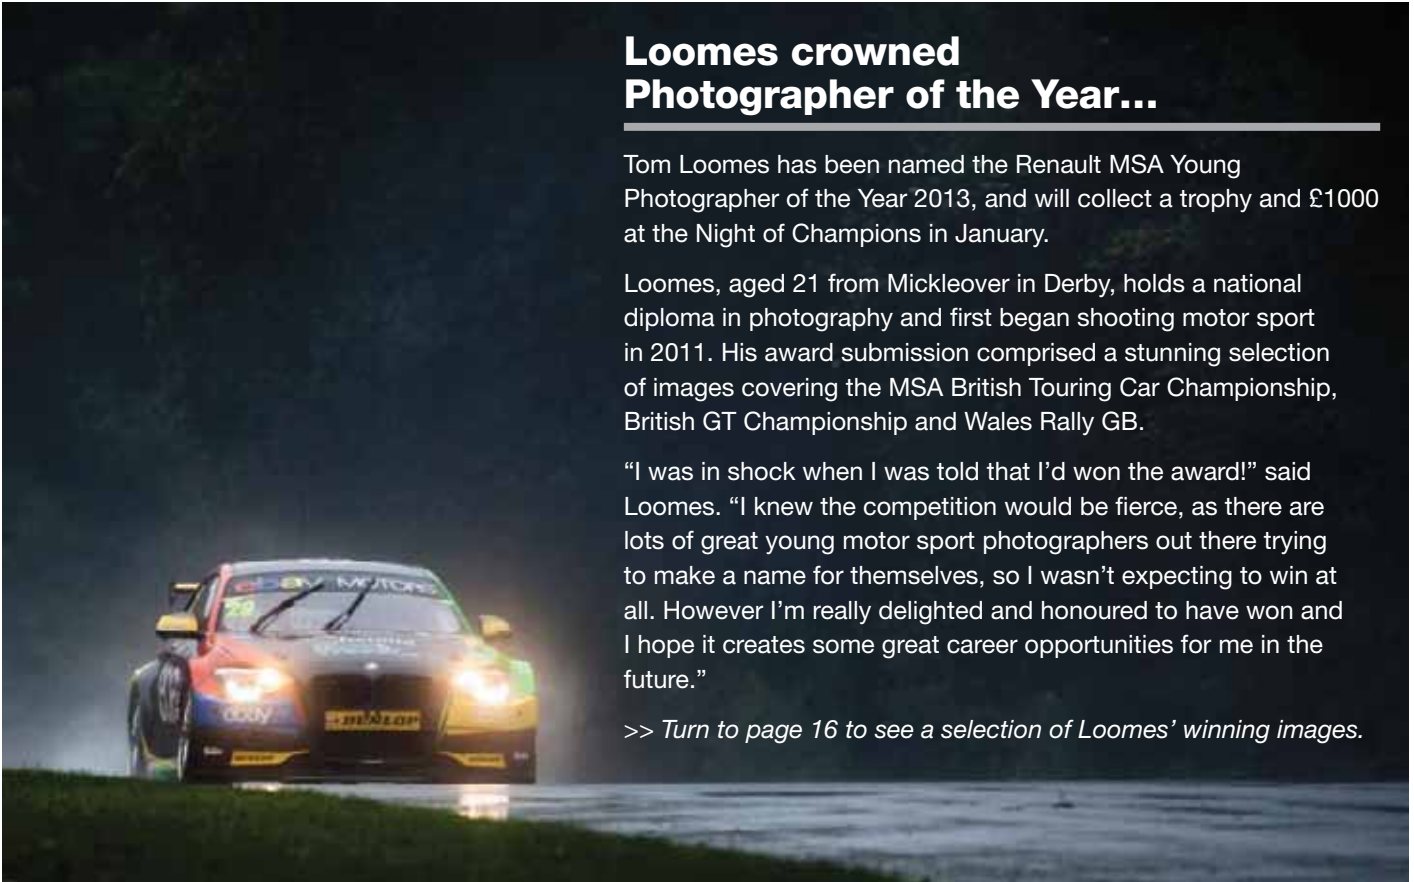 Loomes crowned
Photographer of the Year...
Tom Loomes has been named the Renault MSA Young
Photographer of the Year 2013, and will collect a trophy and £1000
at the Night of Champions in January.
Loomes, aged 21 from Mickleover in Derby, holds a national
diploma in photography and first began shooting motor sport
in 2011. His award submission comprised a stunning selection
of images covering the MSA British Touring Car Championship,
British GT Championship and Wales Rally GB.
“I was in shock when I was told that I’d won the award!” said
Loomes. “I knew the competition would be fierce, as there are
lots of great young motor sport photographers out there trying
to make a name for themselves, so I wasn’t expecting to win at
all. However I’m really delighted and honoured to have won and
I hope it creates some great career opportunities for me in the
future.”
>> Turn to page 16 to see a selection of Loomes’ winning images.
ebay MOTORS
ebay
DUNLOP
DUNLOP
DUNLOP